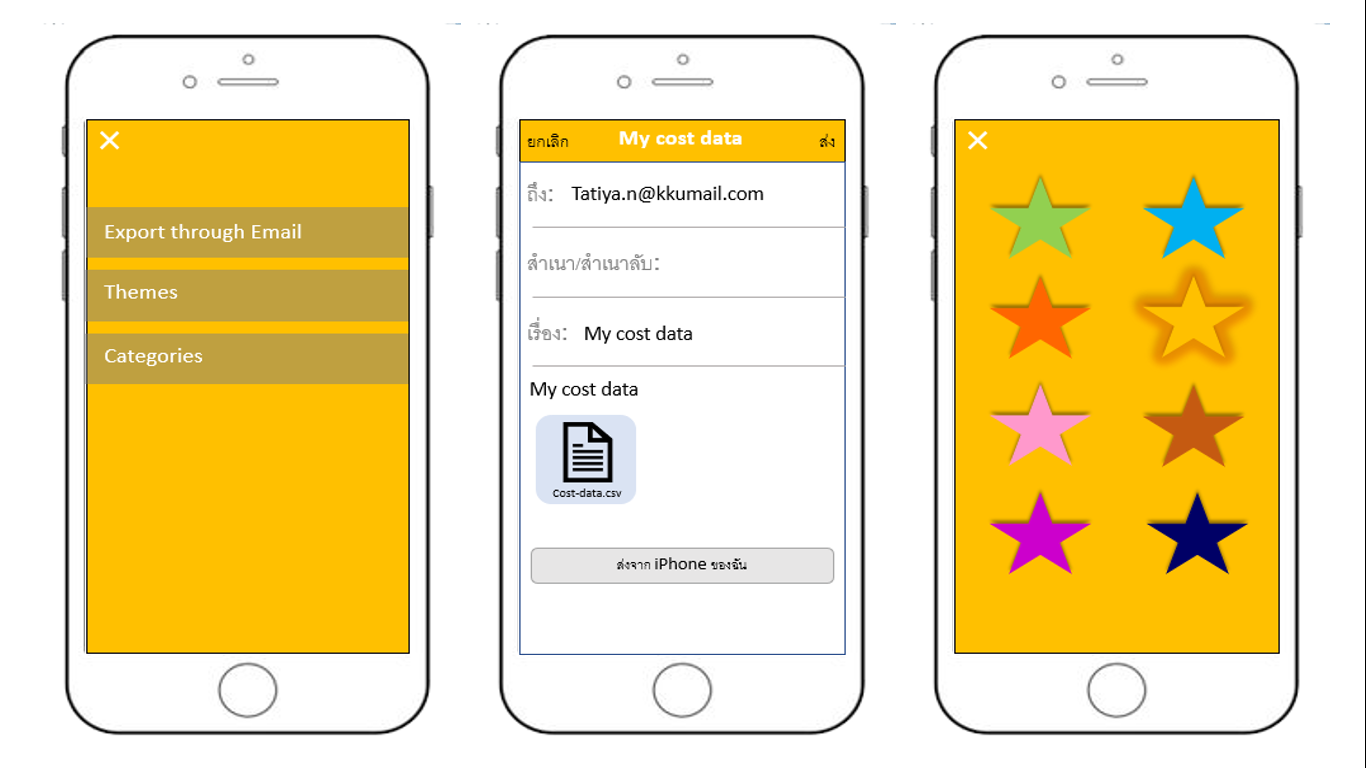 Export through Email
Themes
Categories
ยกเลิก My cost data ส่ง
ถึง: Tatiya.n@kkumail.com
สำเนา/สำเนาลับ:
เรื่อง: My cost data
My cost data
Cost-data.csv
ส่งจาก iPhone ของฉัน